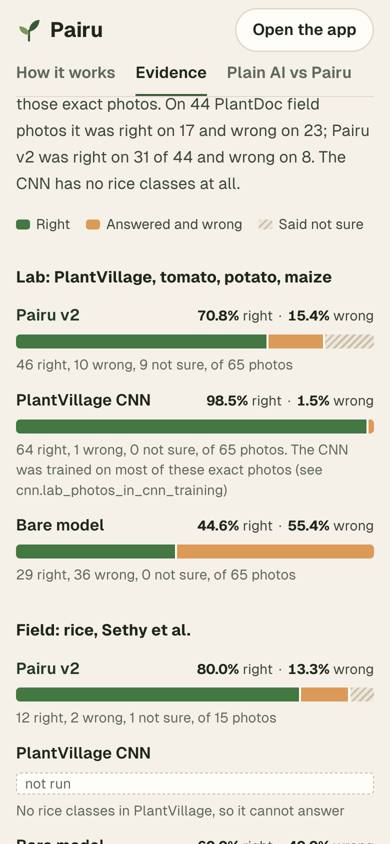 Pairu
Open the app
How it works
Evidence
Plain AI vs Pairu
those exact photos. On 44 PlantDoc field
photos it was right on 17 and wrong on 23; Pairu
v2 was right on 31 of 44 and wrong on 8. The
CNN has no rice classes at all.
Right
Answered and wrong
Said not sure
Lab: PlantVillage, tomato, potato, maize
Pairu v2
70.8% right · 15.4% wrong
46 right, 10 wrong, 9 not sure, of 65 photos
PlantVillage CNN
98.5% right · 1.5% wrong
64 right, 1 wrong, 0 not sure, of 65 photos. The CNN
was trained on most of these exact photos (see
cnn.lab_photos_in_cnn_training)
Bare model
44.6% right · 55.4% wrong
29 right, 36 wrong, 0 not sure, of 65 photos
Field: rice, Sethy et al.
Pairu v2
80.0% right · 13.3% wrong
12 right, 2 wrong, 1 not sure, of 15 photos
PlantVillage CNN
not run
No rice classes in PlantVillage, so it cannot answer
Bare model